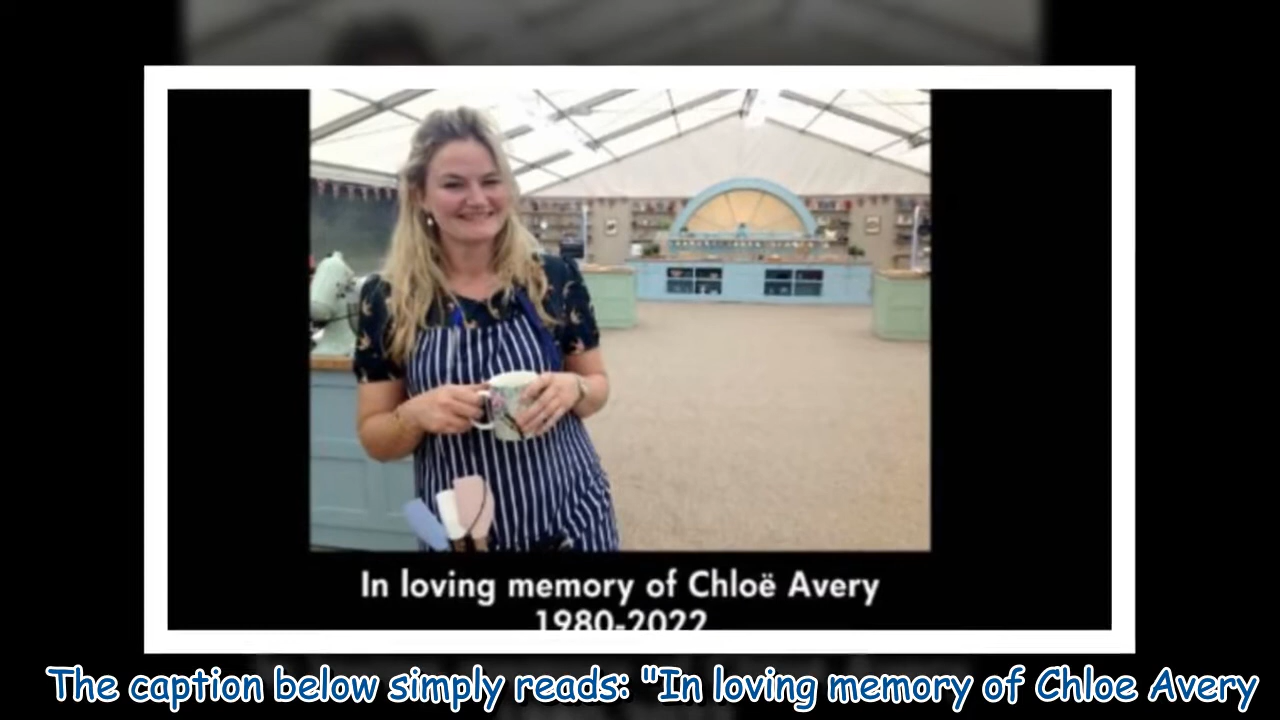 In loving memory of Chloë Avery
1980-2022
The caption below simply reads: "In loving memory of Chloe Avery